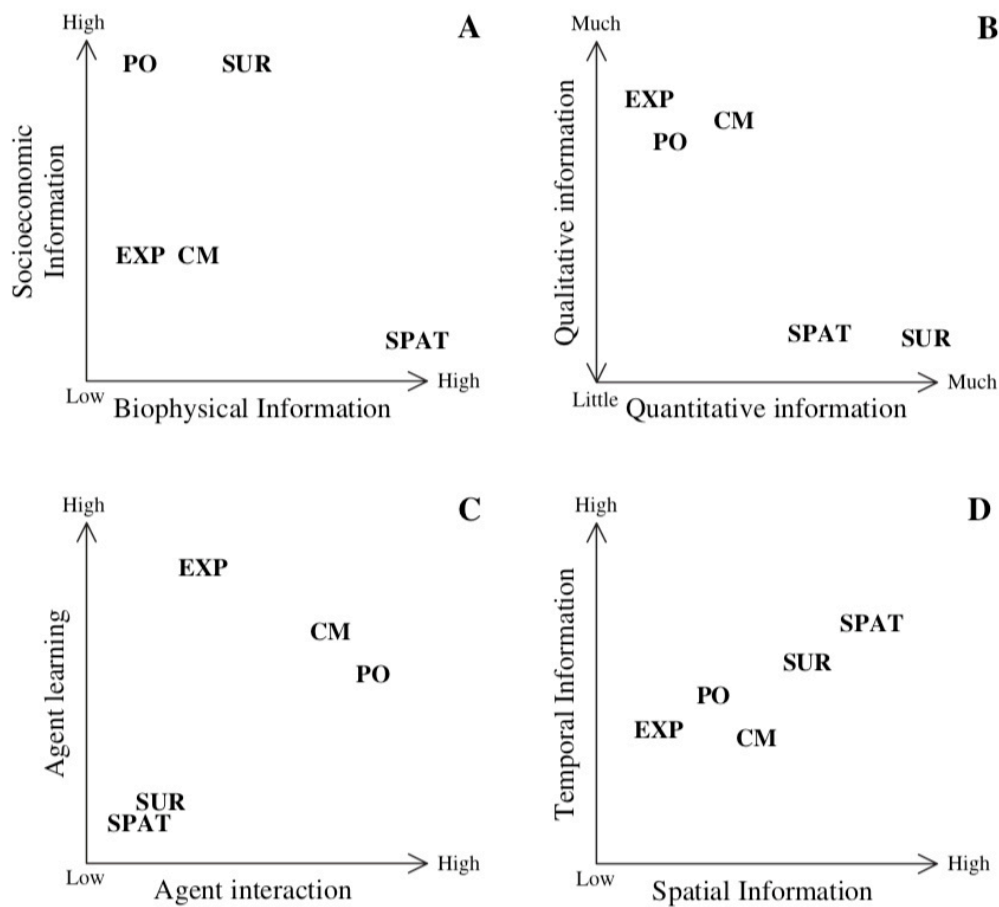 High
A
PO SUR
Socioeconomic
Information
EXP CM
SPAT
High
Low
Biophysical Information
Much
B
EXP
CM
PO
Qualitative information
SPAT SUR
Much
Little
Quantitative information
High
C
EXP
CM
PO
Agent learning
SUR
SPAT
High
Low
Agent interaction
High
D
SPAT
SUR
PO
EXP
CM
Temporal Information
High
Low
Spatial Information